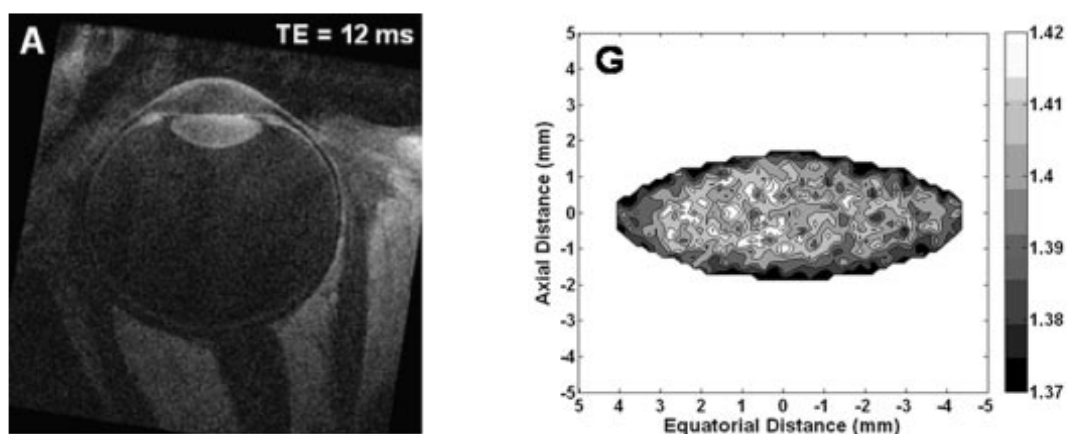 A
TE = 12 ms
G
5
4
3
2
1
0
-1
-2
-3
-4
-5
Axial Distance (mm)
5 4 3 2 1 0 -1 -2 -3 -4 -5
Equatorial Distance (mm)
1.42
1.41
1.4
1.39
1.38
1.37